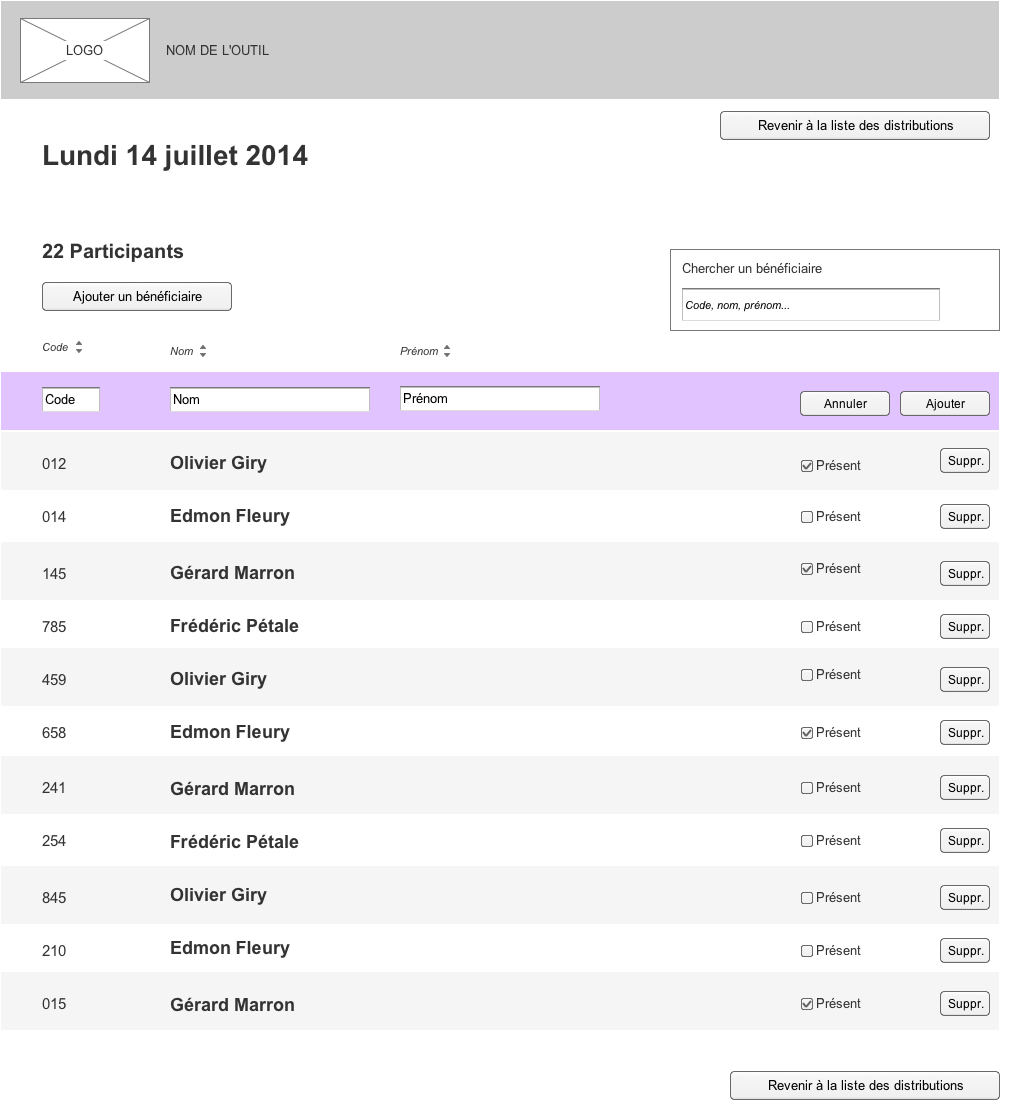 LOGO NOM DE L'OUTIL
Revenir à la liste des distributions
Lundi 14 juillet 2014
22 Participants
Chercher un bénéficiaire
Ajouter un bénéficiaire
Code, nom, prénom...
Code Nom Prénom
Code Nom Prénom Annuler Ajouter
012 Olivier Giry Présent Suppr.
014 Edmon Fleury Présent Suppr.
145 Gérard Marron Présent Suppr.
785 Frédéric Pétale Présent Suppr.
459 Olivier Giry Présent Suppr.
658 Edmon Fleury Présent Suppr.
241 Gérard Marron Présent Suppr.
254 Frédéric Pétale Présent Suppr.
845 Olivier Giry Présent Suppr.
210 Edmon Fleury Présent Suppr.
015 Gérard Marron Présent Suppr.
Revenir à la liste des distributions